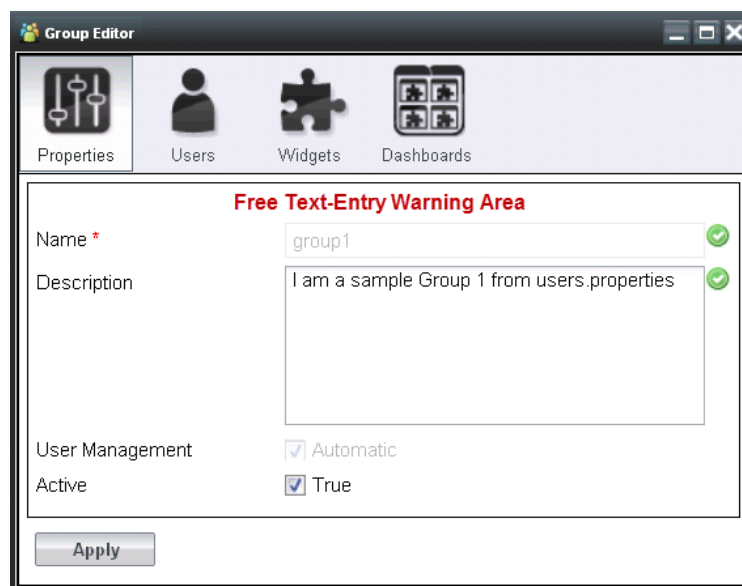 Group Editor
Properties Users Widgets Dashboards
Free Text-Entry Warning Area
Name * group1
Description I am a sample Group 1 from users.properties
User Management Automatic
Active True
Apply